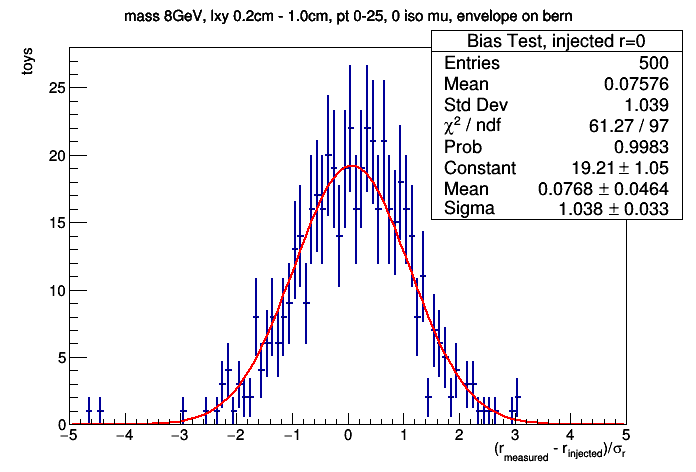 mass 8GeV, lxy 0.2cm - 1.0cm, pt 0-25, 0 iso mu, envelope on bern
Bias Test, injected r=0
Entries 500
Mean 0.07576
Std Dev 1.039
χ² / ndf 61.27 / 97
Prob 0.9983
Constant 19.21 ± 1.05
Mean 0.0768 ± 0.0464
Sigma 1.038 ± 0.033
toys
25
20
15
10
5
0
−5 −4 −3 −2 −1 0 1 2 3 4 5
(r_measured - r_injected)/σ_r